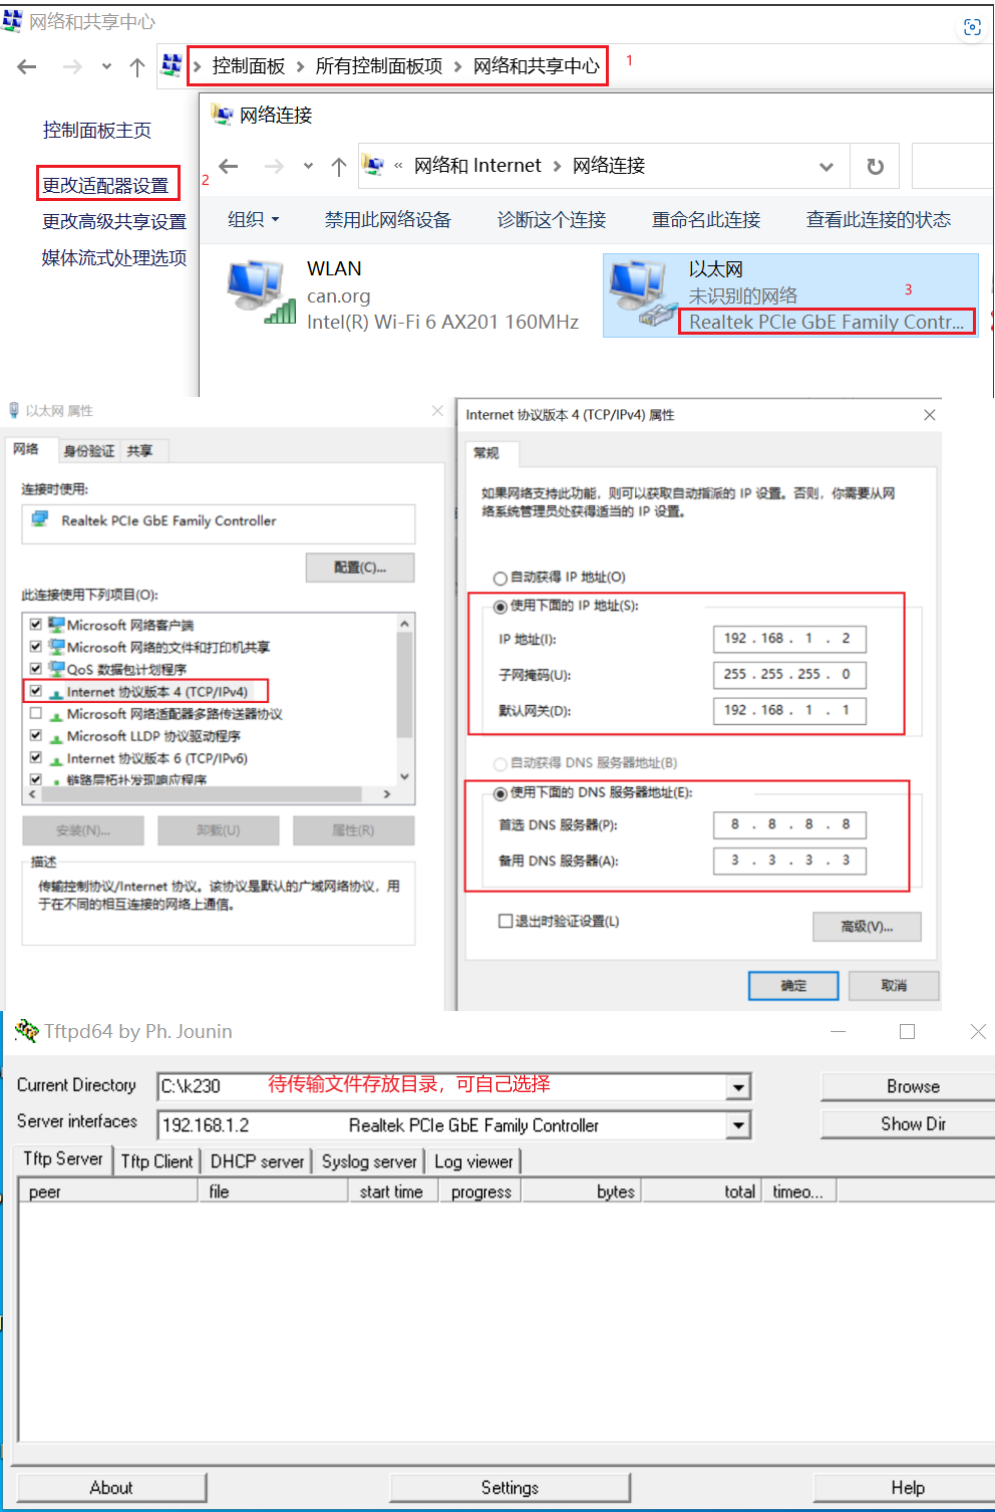 网络和共享中心
控制面板 > 所有控制面板项 > 网络和共享中心 1
网络连接
控制面板主页
« 网络和 Internet > 网络连接
更改适配器设置 2
更改高级共享设置
组织 禁用此网络设备 诊断这个连接 重命名此连接 查看此连接的状态
媒体流式处理选项
WLAN
can.org
Intel(R) Wi-Fi 6 AX201 160MHz
以太网
未识别的网络 3
Realtek PCIe GbE Family Contr...
以太网 属性
网络 身份验证 共享
连接时使用:
Realtek PCIe GbE Family Controller
配置(C)...
此连接使用下列项目(O):
Microsoft 网络客户端
Microsoft 网络的文件和打印机共享
QoS 数据包计划程序
Internet 协议版本 4 (TCP/IPv4)
Microsoft 网络适配器多路传送器协议
Microsoft LLDP 协议驱动程序
Internet 协议版本 6 (TCP/IPv6)
链路层拓扑发现响应程序
安装(N)... 卸载(U) 属性(R)
描述
传输控制协议/Internet 协议。该协议是默认的广域网络协议，用
于在不同的相互连接的网络上通信。
Internet 协议版本 4 (TCP/IPv4) 属性
常规
如果网络支持此功能，则可以获取自动指派的 IP 设置。否则，你需要从网
络系统管理员处获得适当的 IP 设置。
自动获得 IP 地址(O)
使用下面的 IP 地址(S):
IP 地址(I): 192 . 168 . 1 . 2
子网掩码(U): 255 . 255 . 255 . 0
默认网关(D): 192 . 168 . 1 . 1
自动获得 DNS 服务器地址(B)
使用下面的 DNS 服务器地址(E):
首选 DNS 服务器(P): 8 . 8 . 8 . 8
备用 DNS 服务器(A): 3 . 3 . 3 . 3
退出时验证设置(L)
高级(V)...
确定 取消
Tftpd64 by Ph. Jounin
Current Directory C:\k230 待传输文件存放目录，可自己选择 Browse
Server interfaces 192.168.1.2 Realtek PCIe GbE Family Controller Show Dir
Tftp Server Tftp Client DHCP server Syslog server Log viewer
peer file start time progress bytes total timeo...
About Settings Help